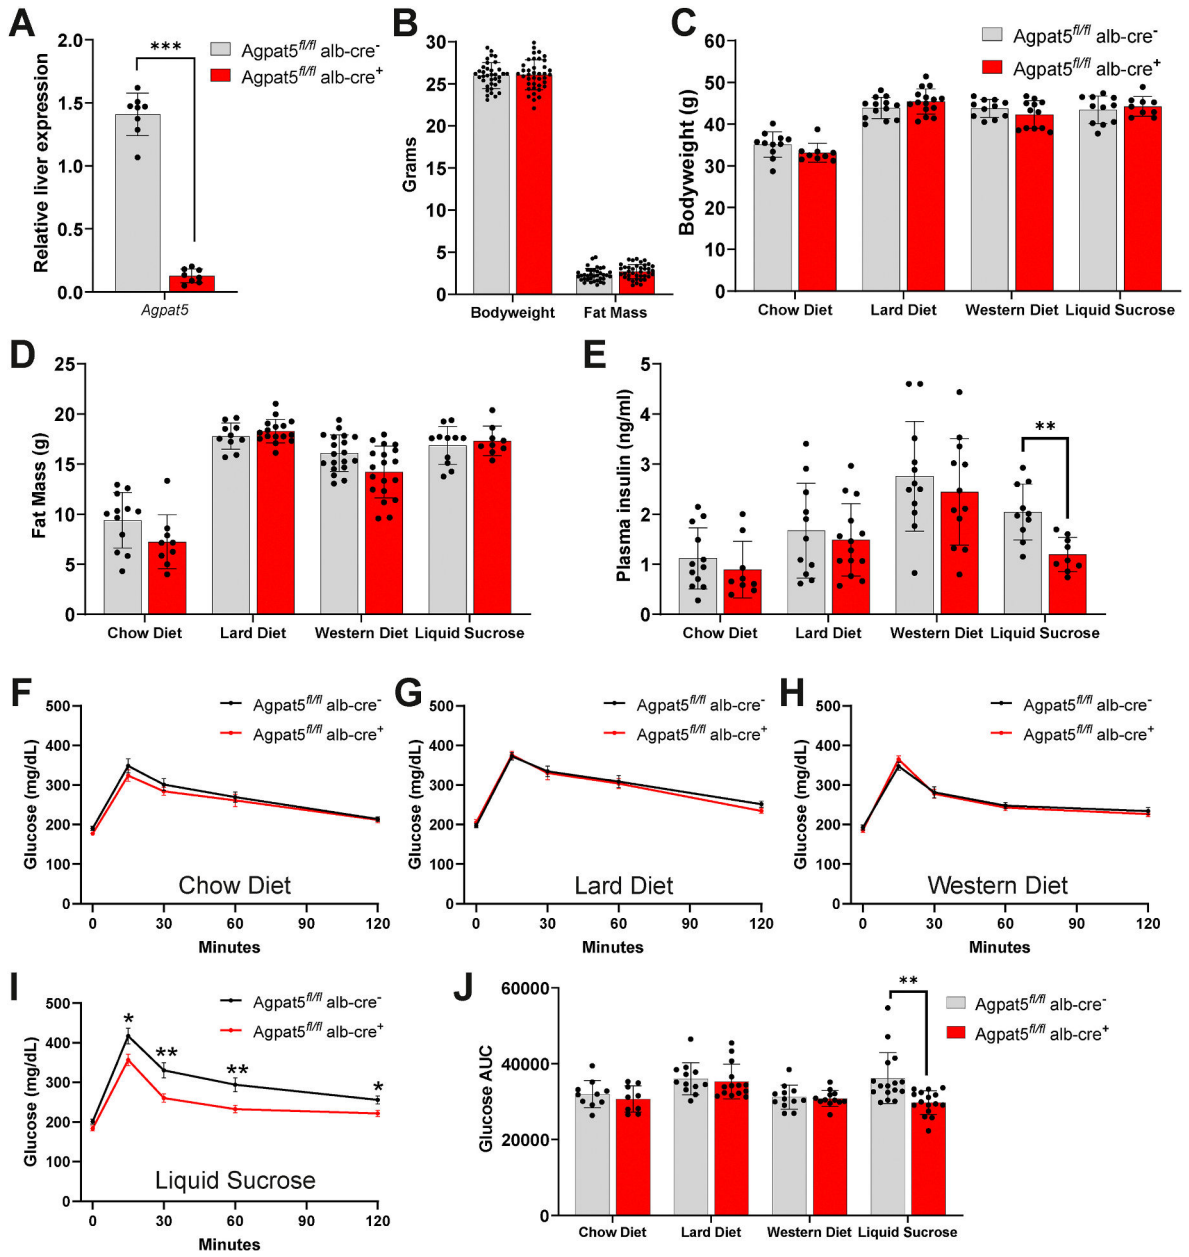 A
2.0
1.5
1.0
0.5
0.0
Relative liver expression
***
Agpat5
Agpat5fl/fl alb-cre-
Agpat5fl/fl alb-cre+
B
30
25
20
15
10
5
0
Grams
Bodyweight Fat Mass
C
60
50
40
30
20
10
0
Bodyweight (g)
Agpat5fl/fl alb-cre-
Agpat5fl/fl alb-cre+
Chow Diet Lard Diet Western Diet Liquid Sucrose
D
25
20
15
10
5
0
Fat Mass (g)
Chow Diet Lard Diet Western Diet Liquid Sucrose
E
5
4
3
2
1
0
Plasma insulin (ng/ml)
**
Chow Diet Lard Diet Western Diet Liquid Sucrose
F
500
400
300
200
100
0
Glucose (mg/dL)
Agpat5fl/fl alb-cre-
Agpat5fl/fl alb-cre+
Chow Diet
0 30 60 90 120
Minutes
G
500
400
300
200
100
0
Glucose (mg/dL)
Agpat5fl/fl alb-cre-
Agpat5fl/fl alb-cre+
Lard Diet
0 30 60 90 120
Minutes
H
500
400
300
200
100
0
Glucose (mg/dL)
Agpat5fl/fl alb-cre-
Agpat5fl/fl alb-cre+
Western Diet
0 30 60 90 120
Minutes
I
500
400
300
200
100
0
Glucose (mg/dL)
Agpat5fl/fl alb-cre-
Agpat5fl/fl alb-cre+
* ** ** *
Liquid Sucrose
0 30 60 90 120
Minutes
J
60000
40000
20000
0
Glucose AUC
**
Agpat5fl/fl alb-cre-
Agpat5fl/fl alb-cre+
Chow Diet Lard Diet Western Diet Liquid Sucrose